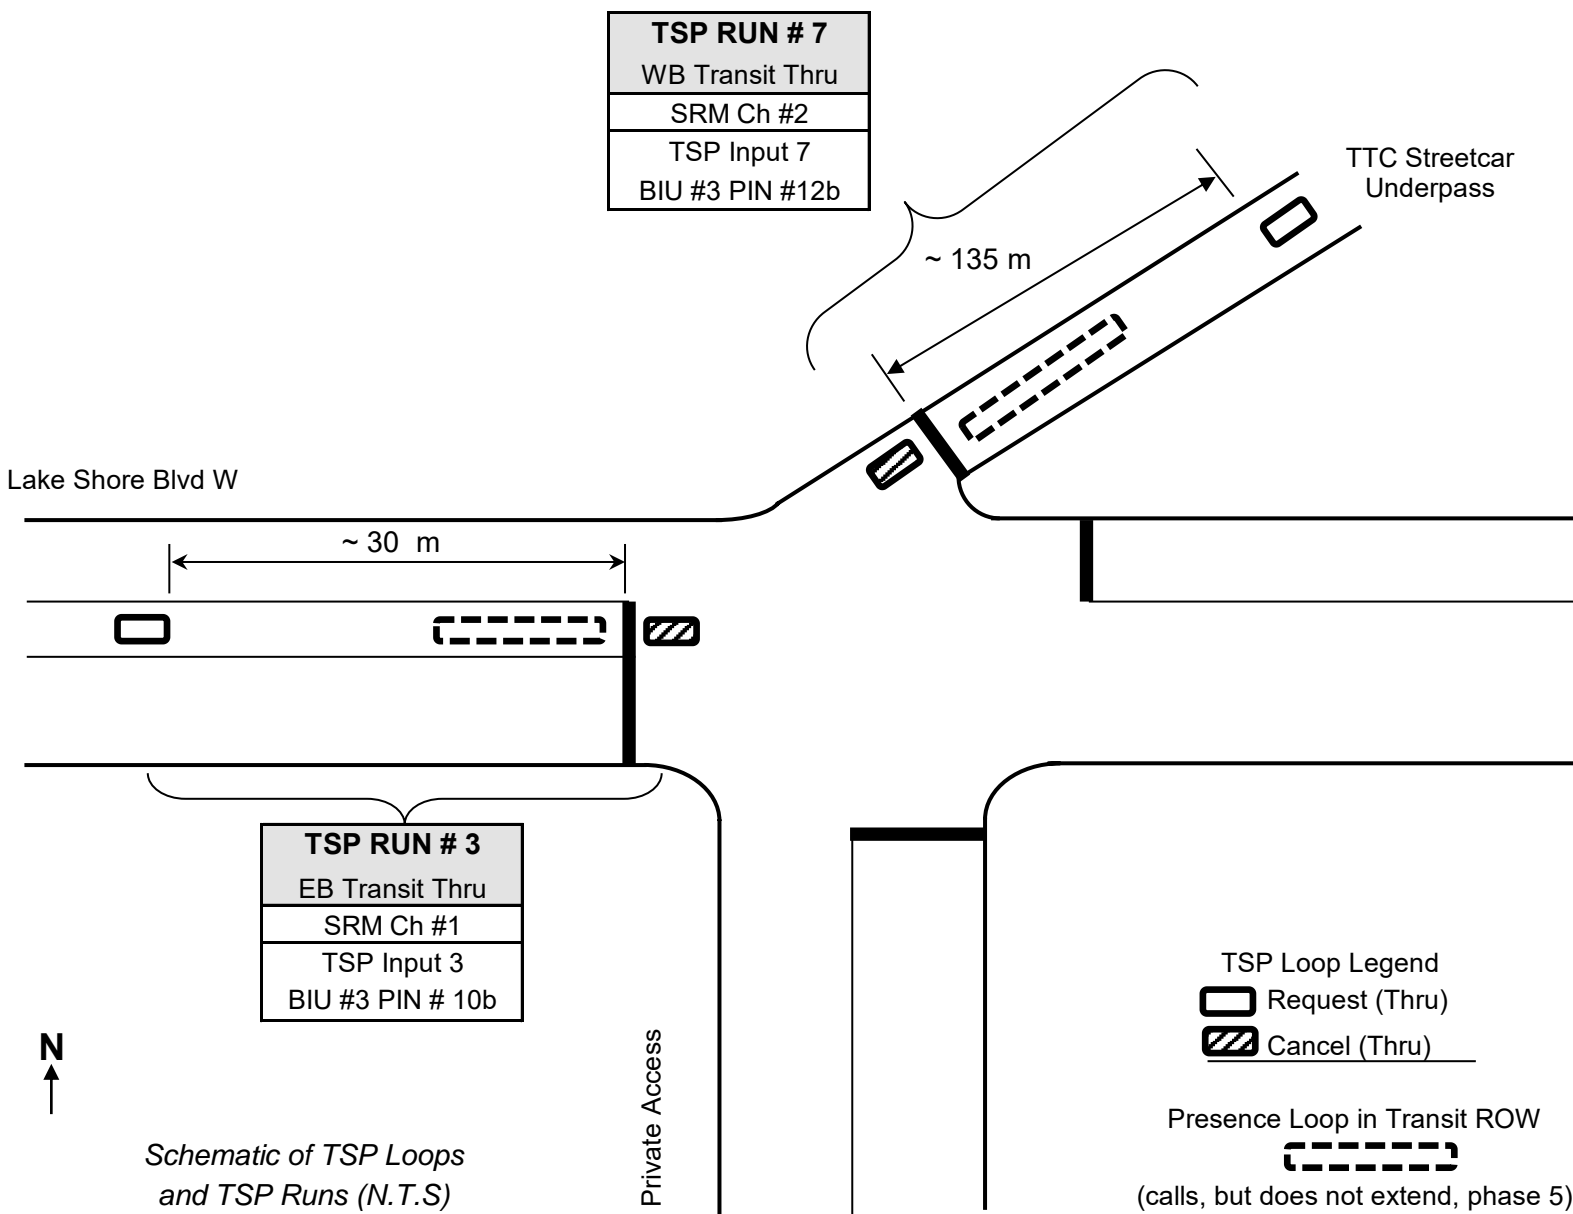 TSP RUN # 7
WB Transit Thru
SRM Ch #2
TSP Input 7
BIU #3 PIN #12b
TTC Streetcar
Underpass
~ 135 m
Lake Shore Blvd W
~ 30 m
TSP RUN # 3
EB Transit Thru
SRM Ch #1
TSP Input 3
BIU #3 PIN # 10b
N
Schematic of TSP Loops
and TSP Runs (N.T.S)
Private Access
TSP Loop Legend
Request (Thru)
Cancel (Thru)
Presence Loop in Transit ROW
(calls, but does not extend, phase 5)